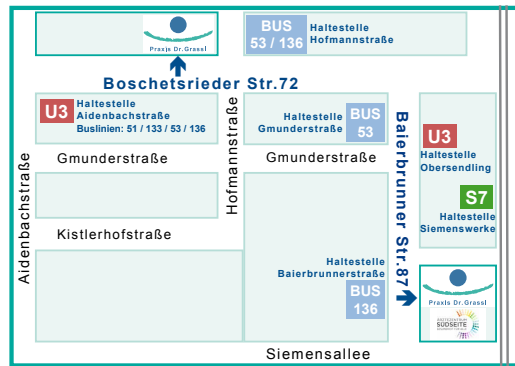 Praxis Dr.Grassl
BUS
53 / 136
Haltestelle
Hofmannstraße
Boschetsrieder Str.72
U3
Haltestelle
Aidenbachstraße
Buslinien: 51 / 133 / 53 / 136
Hofmannstraße
Haltestelle
Gmunderstraße
BUS
53
Baierbrunner Str.87
U3
Haltestelle
Obersendling
S7
Haltestelle
Siemenswerke
Aidenbachstraße
Gmunderstraße
Gmunderstraße
Kistlerhofstraße
Haltestelle
Baierbrunnerstraße
BUS
136
Praxis Dr.Grassl
SÜDSEITE
Siemensallee